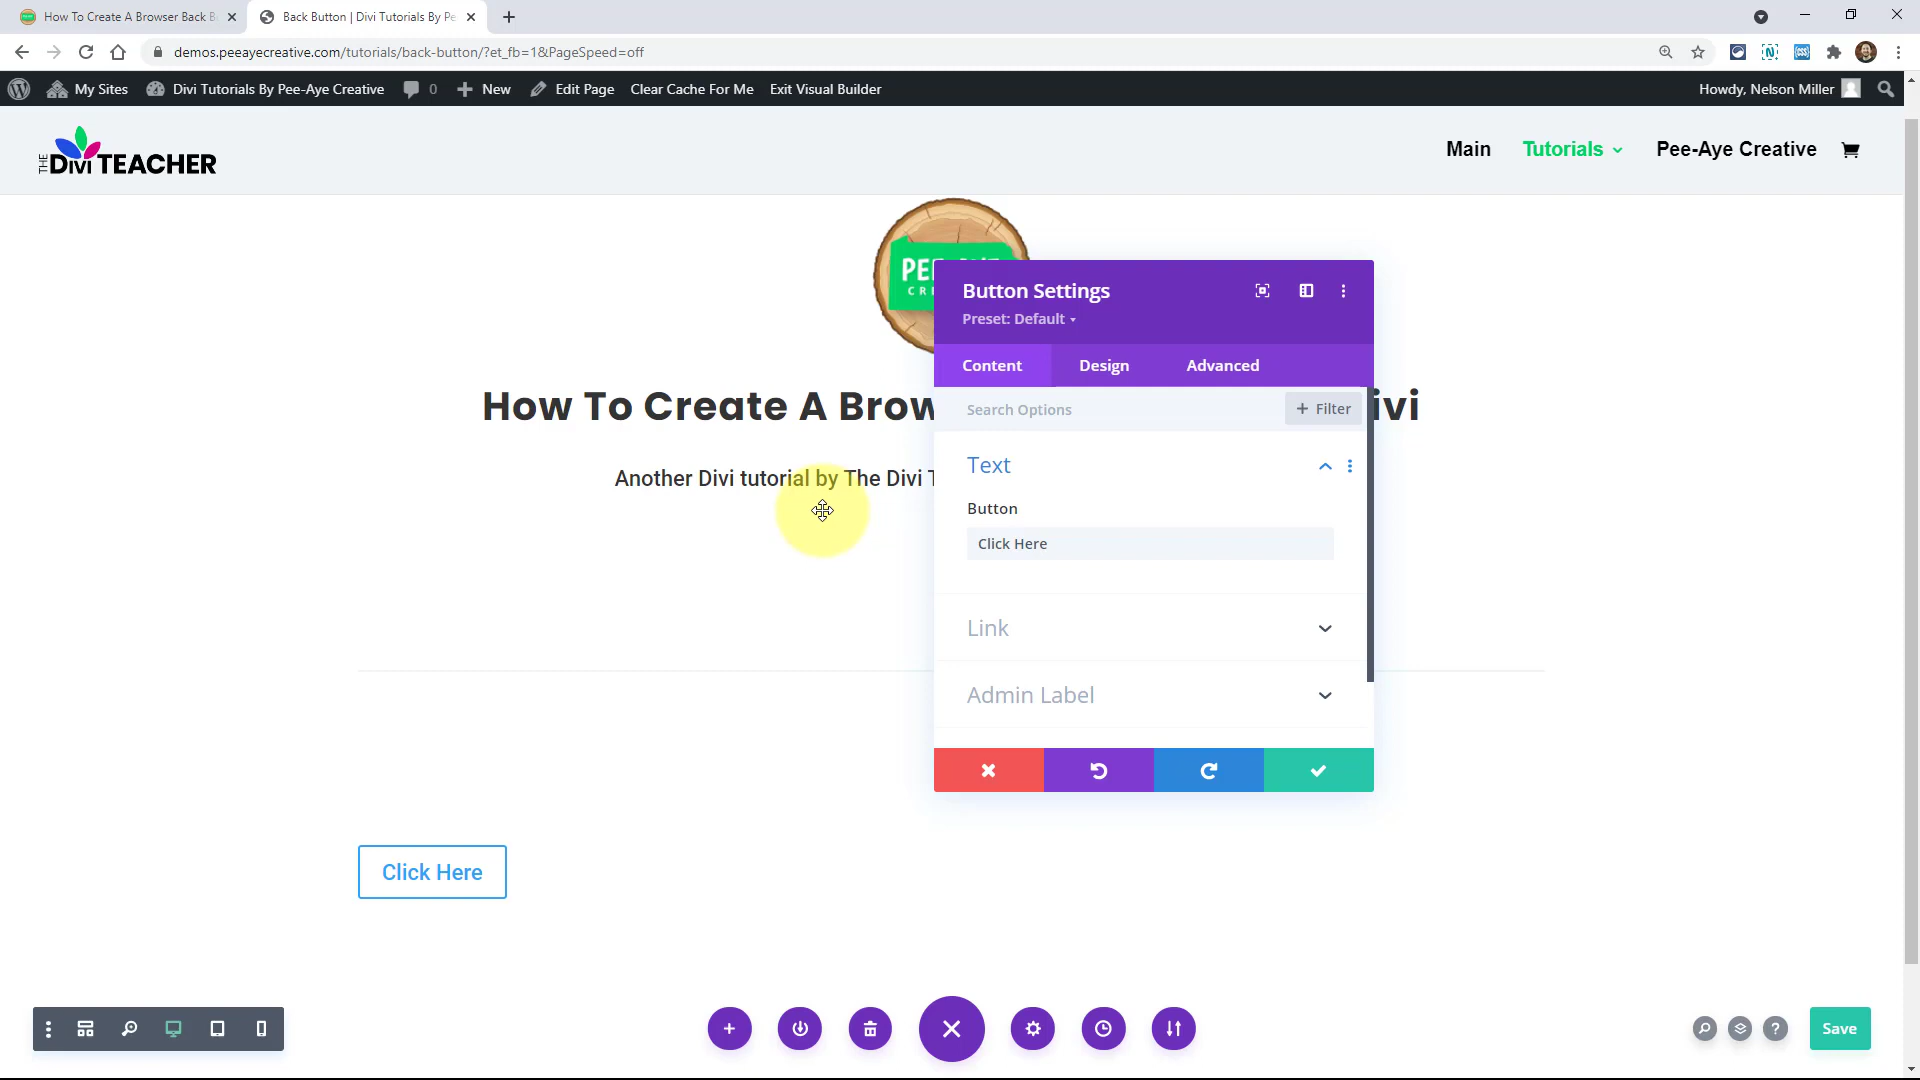 How To Create A Browser Back B
Back Button | Divi Tutorials By Pe
demos.peeayecreative.com/tutorials/back-button/?et_fb=1&PageSpeed=off
My Sites
Divi Tutorials By Pee-Aye Creative
0
New
Edit Page
Clear Cache For Me
Exit Visual Builder
Howdy, Nelson Miller
THE DIVI TEACHER
Main
Tutorials
Pee-Aye Creative
Button Settings
Preset: Default
Content
Design
Advanced
Search Options
+ Filter
How To Create A Brow
ivi
Another Divi tutorial by The Divi T
Text
Button
Click Here
Link
Admin Label
Click Here
Save